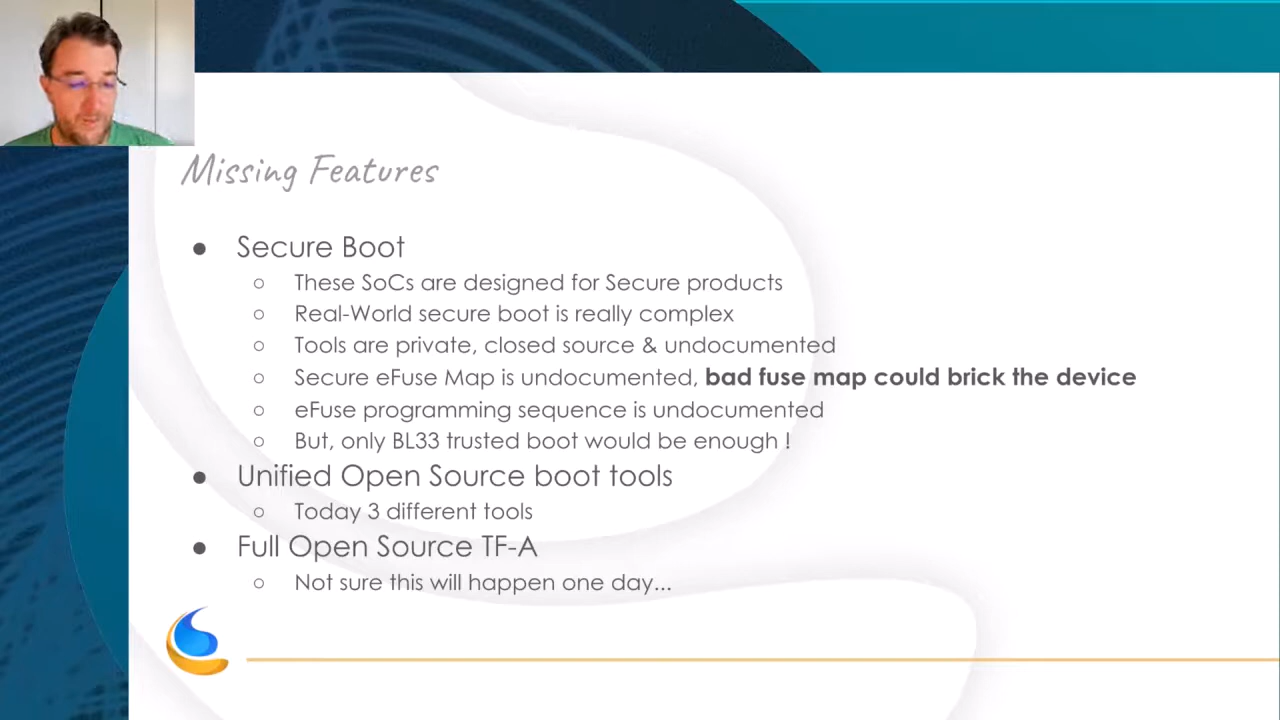 Missing Features
● Secure Boot
○ These SoCs are designed for Secure products
○ Real-World secure boot is really complex
○ Tools are private, closed source & undocumented
○ Secure eFuse Map is undocumented, bad fuse map could brick the device
○ eFuse programming sequence is undocumented
○ But, only BL33 trusted boot would be enough !
● Unified Open Source boot tools
○ Today 3 different tools
● Full Open Source TF-A
○ Not sure this will happen one day...